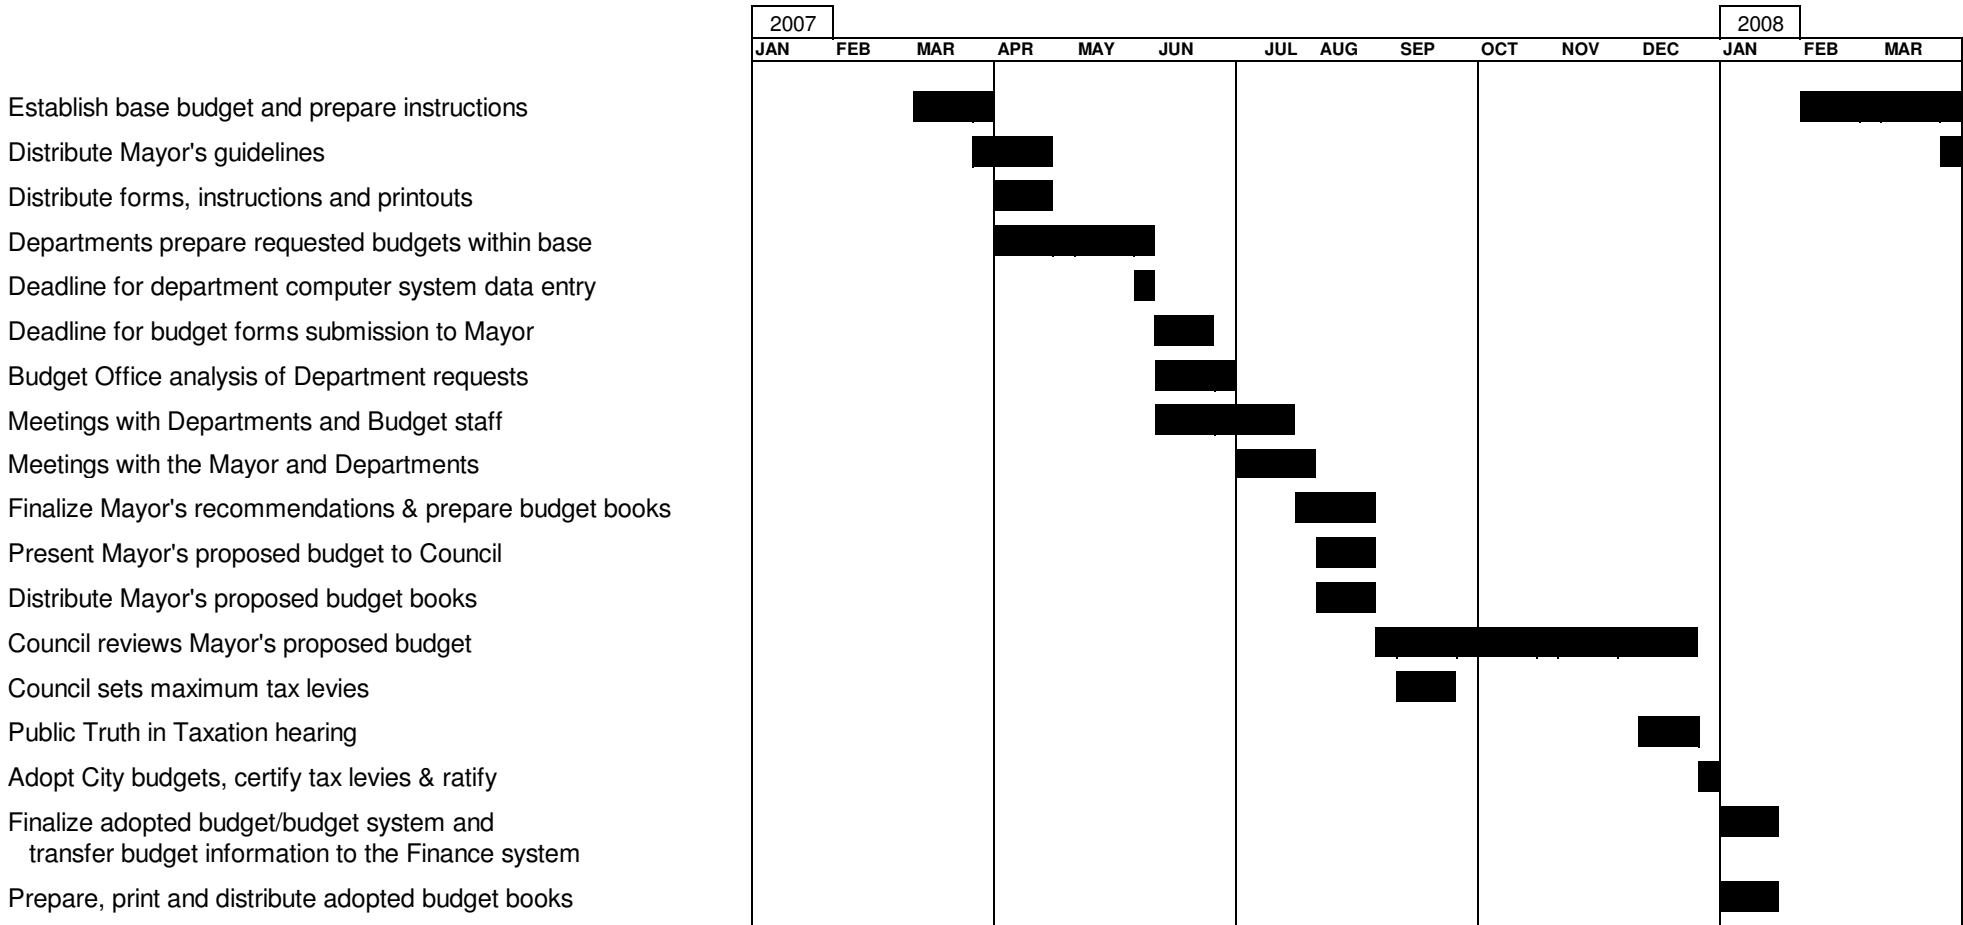 2007 2008
JAN FEB MAR APR MAY JUN JUL AUG SEP OCT NOV DEC JAN FEB MAR
Establish base budget and prepare instructions
Distribute Mayor's guidelines
Distribute forms, instructions and printouts
Departments prepare requested budgets within base
Deadline for department computer system data entry
Deadline for budget forms submission to Mayor
Budget Office analysis of Department requests
Meetings with Departments and Budget staff
Meetings with the Mayor and Departments
Finalize Mayor's recommendations & prepare budget books
Present Mayor's proposed budget to Council
Distribute Mayor's proposed budget books
Council reviews Mayor's proposed budget
Council sets maximum tax levies
Public Truth in Taxation hearing
Adopt City budgets, certify tax levies & ratify
Finalize adopted budget/budget system and
transfer budget information to the Finance system
Prepare, print and distribute adopted budget books